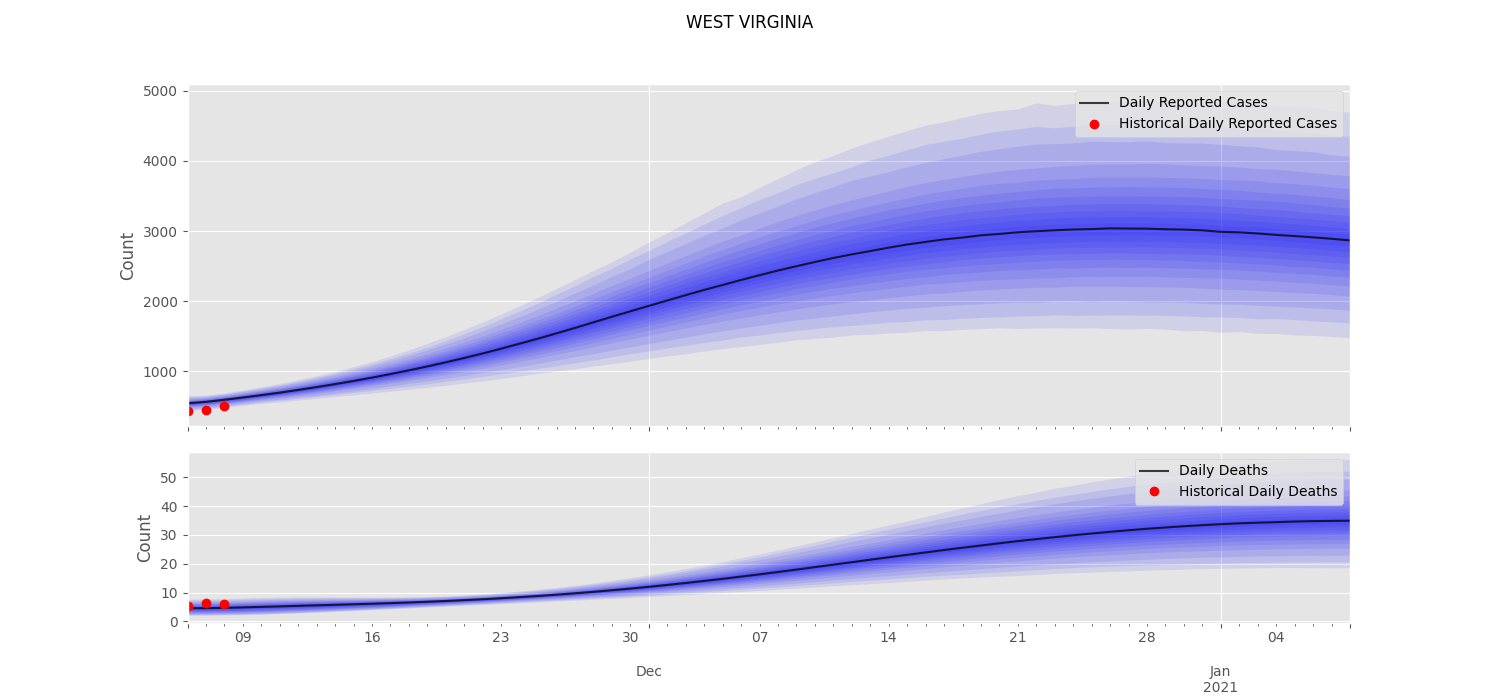 WEST VIRGINIA
5000
4000
3000
2000
1000
Count
Daily Reported Cases
Historical Daily Reported Cases
50
40
30
20
10
0
Count
Daily Deaths
Historical Daily Deaths
09 16 23 30 07 14 21 28 04
Dec Jan
2021